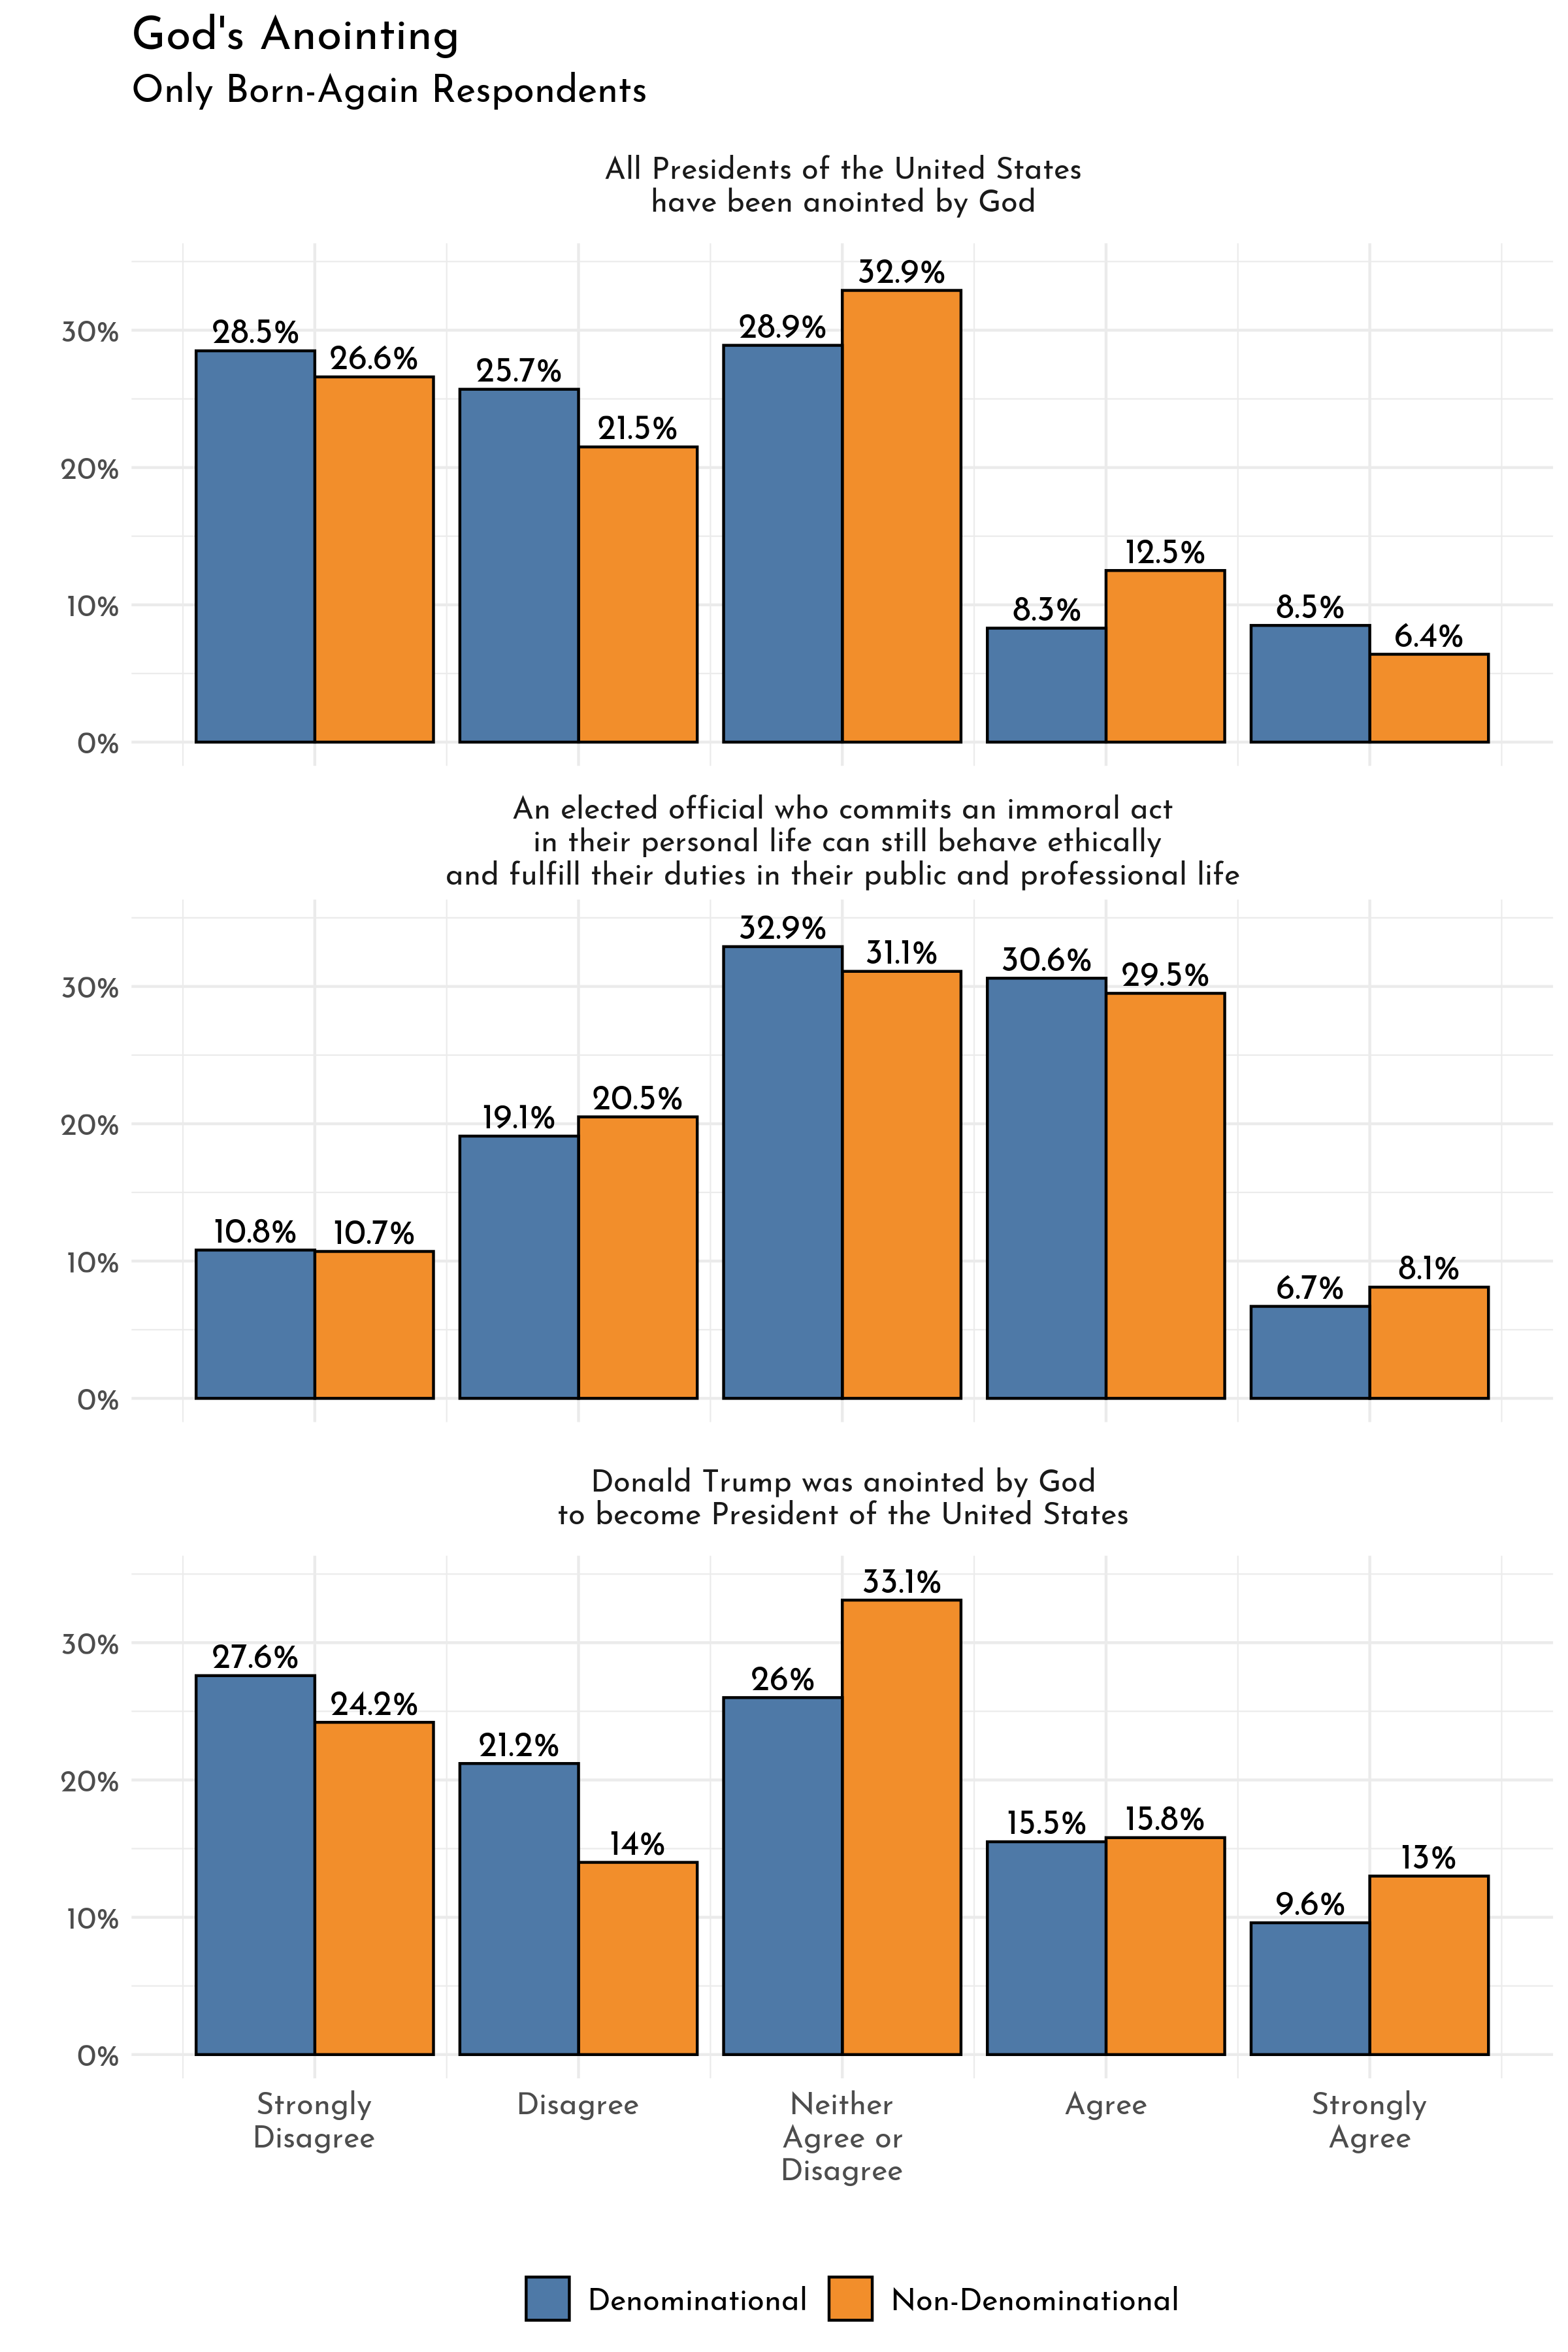 God's Anointing
Only Born-Again Respondents
All Presidents of the United States
have been anointed by God
30%
20%
10%
0%
28.5%
26.6%
25.7%
21.5%
28.9%
32.9%
8.3%
12.5%
8.5%
6.4%
An elected official who commits an immoral act
in their personal life can still behave ethically
and fulfill their duties in their public and professional life
30%
20%
10%
0%
10.8%
10.7%
19.1%
20.5%
32.9%
31.1%
30.6%
29.5%
6.7%
8.1%
Donald Trump was anointed by God
to become President of the United States
30%
20%
10%
0%
27.6%
24.2%
21.2%
14%
26%
33.1%
15.5%
15.8%
9.6%
13%
Strongly
Disagree
Disagree
Neither
Agree or
Disagree
Agree
Strongly
Agree
Denominational
Non-Denominational